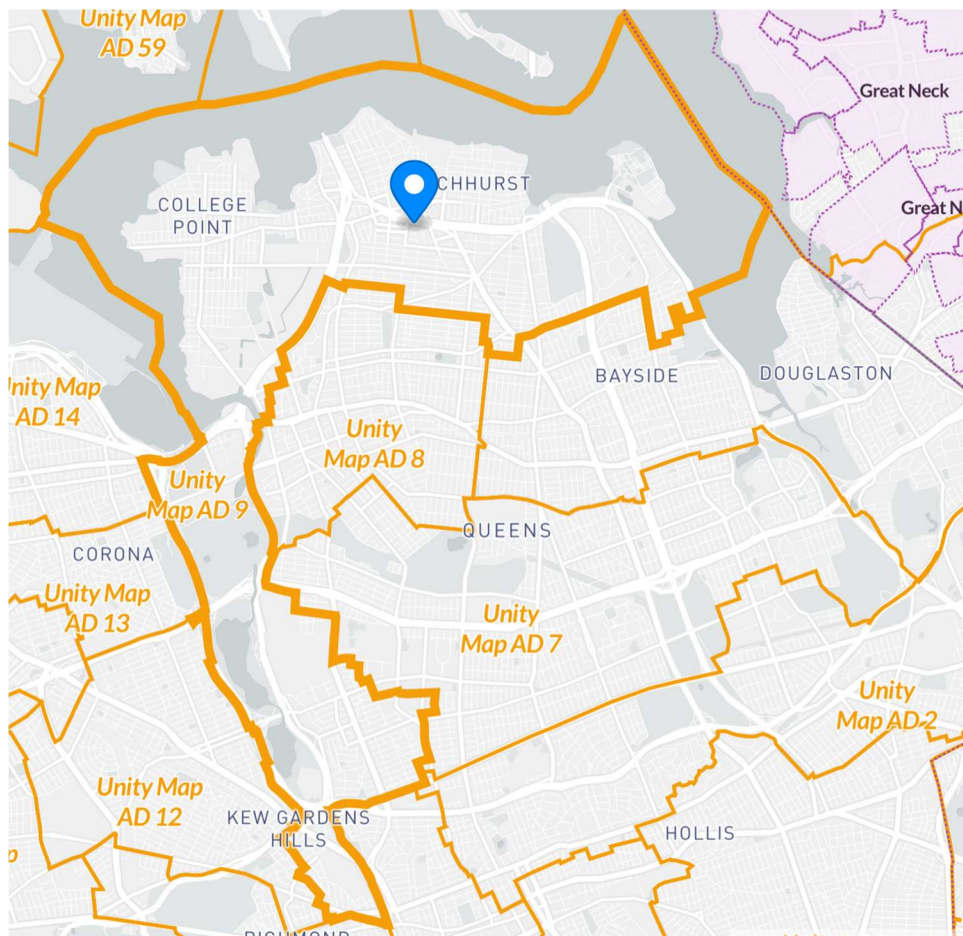 Unity Map
AD 59
Great Neck
CHHURST
COLLEGE
POINT
Great N
BAYSIDE
DOUGLASTON
Unity Map
AD 14
Unity
Map AD 8
Unity
Map AD 9
QUEENS
CORONA
Unity Map
AD 13
Unity
Map AD 7
Unity
Map AD 2
Unity Map
AD 12
KEW GARDENS
HILLS
HOLLIS
p
RICHMOND